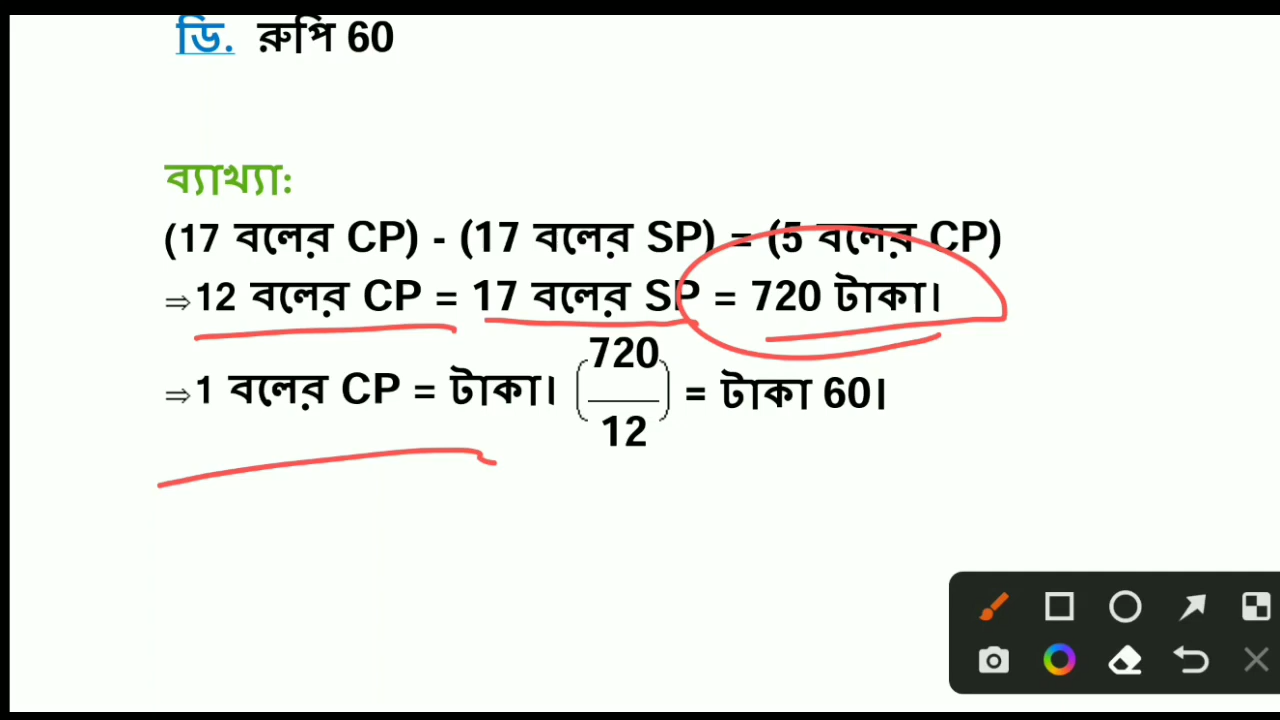 ডি. রুপি 60
ব্যাখ্যা:
(17 বলের CP) - (17 বলের SP) = (5 বলের CP)
⇒12 বলের CP = 17 বলের SP = 720 টাকা।
⇒1 বলের CP = টাকা। (720/12) = টাকা 60।